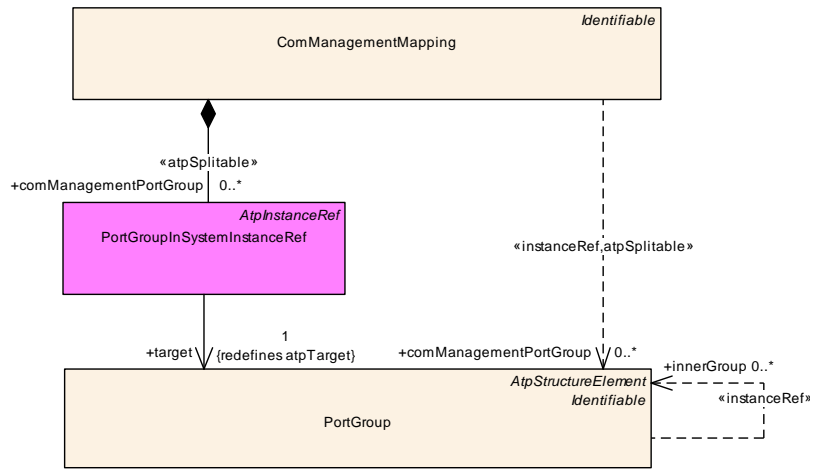 Identifiable
ComManagementMapping
«atpSplitable»
+comManagementPortGroup 0..*
AtpInstanceRef
PortGroupInSystemInstanceRef
«instanceRef,atpSplitable»
+target
1
{redefines atpTarget}
+comManagementPortGroup 0..*
+innerGroup 0..*
«instanceRef»
AtpStructureElement
Identifiable
PortGroup